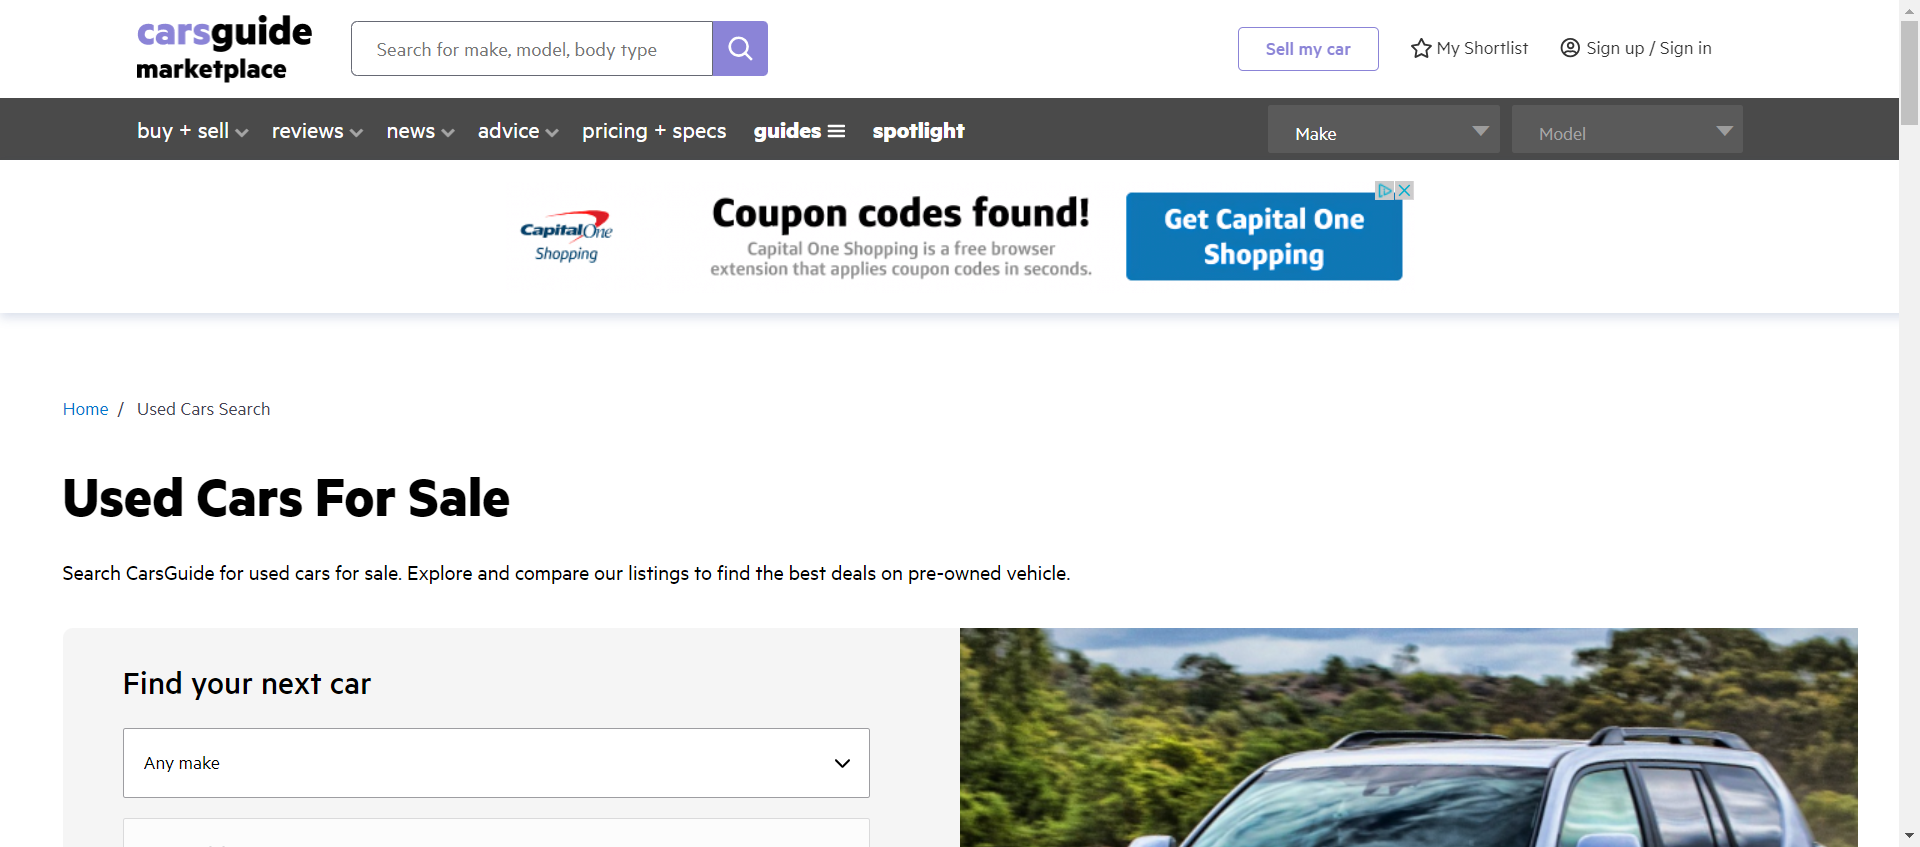 carsguide
marketplace
Search for make, model, body type
Sell my car
My Shortlist
Sign up / Sign in
buy + sell
reviews
news
advice
pricing + specs
guides
spotlight
Make
Model
CapitalOne
Shopping
Coupon codes found!
Capital One Shopping is a free browser
extension that applies coupon codes in seconds.
Get Capital One
Shopping
Home / Used Cars Search
Used Cars For Sale
Search CarsGuide for used cars for sale. Explore and compare our listings to find the best deals on pre-owned vehicle.
Find your next car
Any make